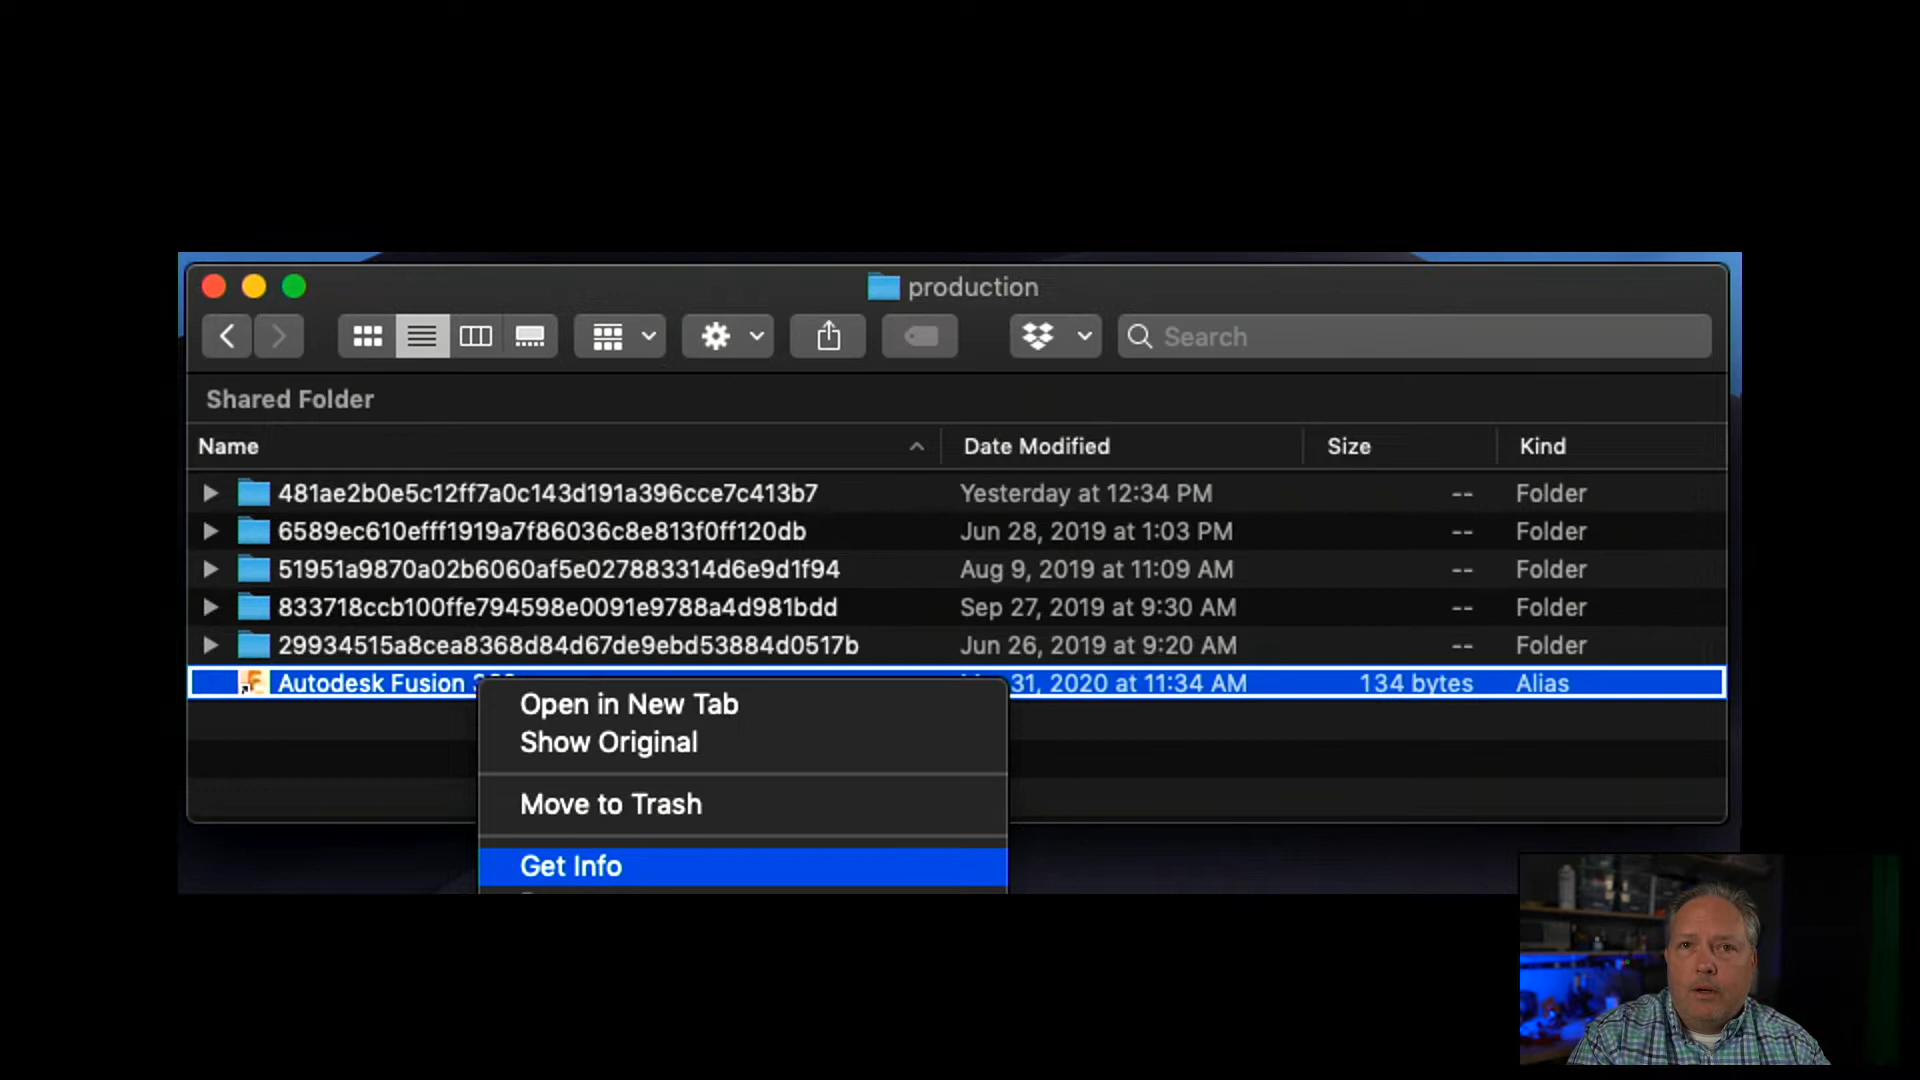 production
Search
Shared Folder
Name Date Modified Size Kind
481ae2b0e5c12ff7a0c143d191a396cce7c413b7 Yesterday at 12:34 PM -- Folder
6589ec610efff1919a7f86036c8e813f0ff120db Jun 28, 2019 at 1:03 PM -- Folder
51951a9870a02b6060af5e027883314d6e9d1f94 Aug 9, 2019 at 11:09 AM -- Folder
833718ccb100ffe794598e0091e9788a4d981bdd Sep 27, 2019 at 9:30 AM -- Folder
29934515a8cea8368d84d67de9ebd53884d0517b Jun 26, 2019 at 9:20 AM -- Folder
Autodesk Fusion 31, 2020 at 11:34 AM 134 bytes Alias
Open in New Tab
Show Original
Move to Trash
Get Info